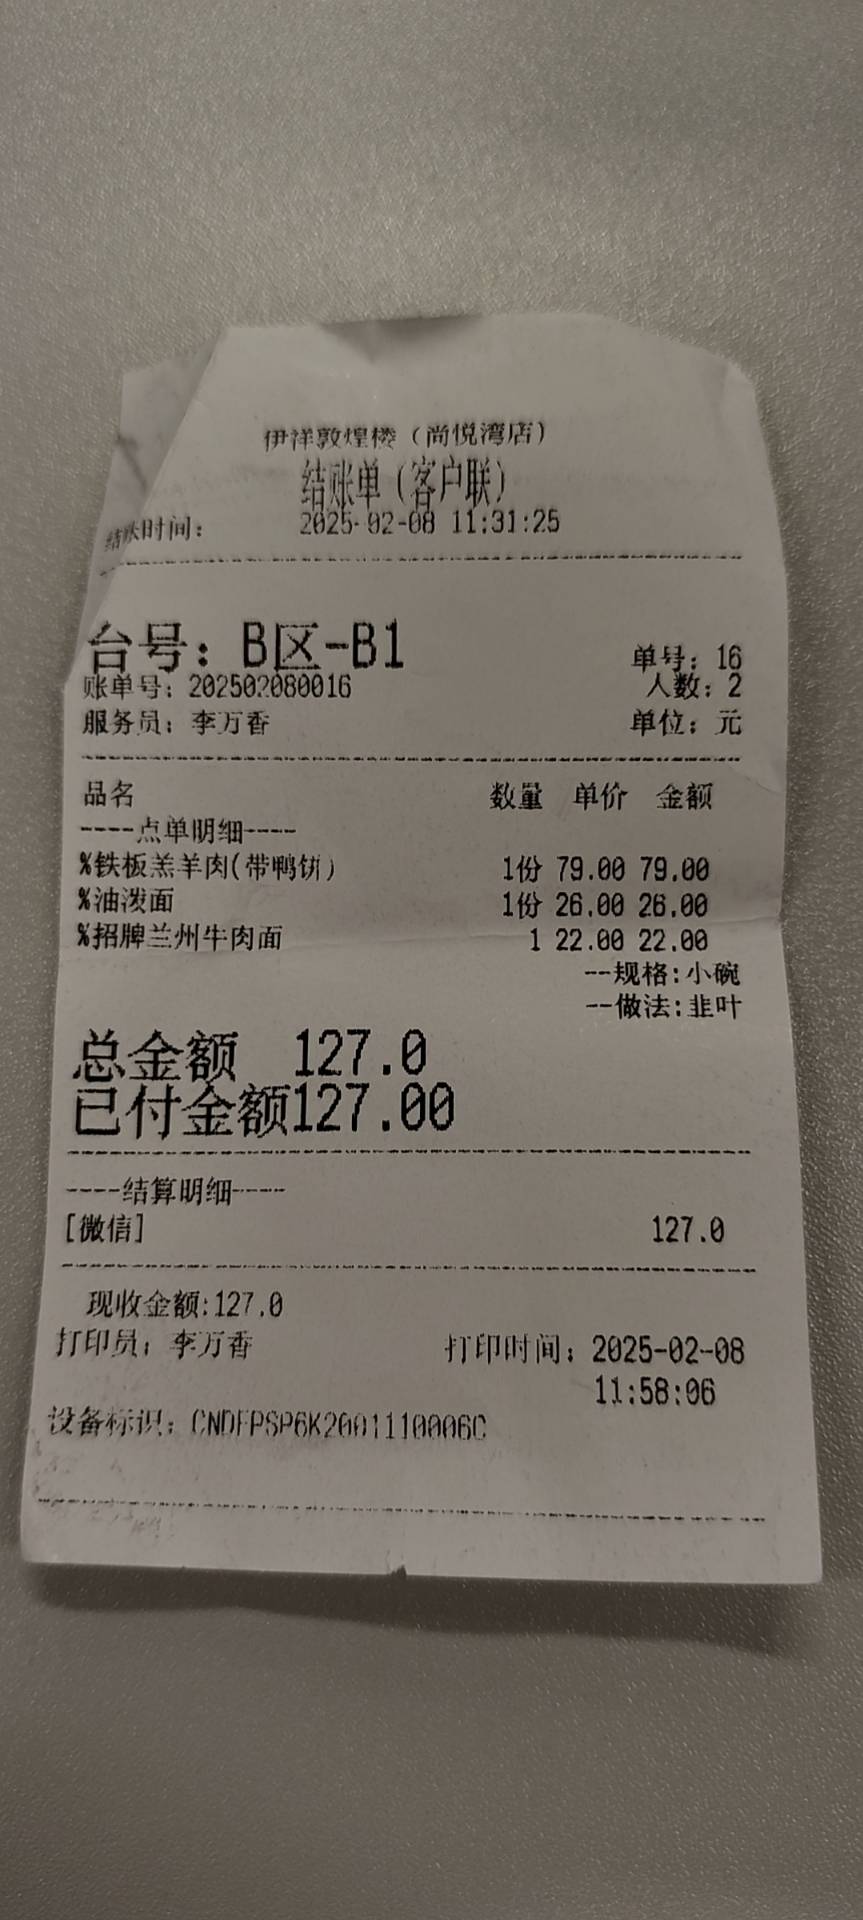 伊祥敦煌楼（尚悦湾店）
结账单（客户联）
结账时间： 2025-02-08 11:31:25
台号：B区-B1 单号：16
账单号：202502080016 人数：2
服务员：李万香 单位：元
品名 数量 单价 金额
----点单明细----
%铁板羔羊肉(带鸭饼) 1份 79.00 79.00
%油泼面 1份 26.00 26.00
%招牌兰州牛肉面 1 22.00 22.00
--规格:小碗
--做法:韭叶
总金额 127.0
已付金额127.00
----结算明细----
[微信] 127.0
现收金额:127.0
打印员：李万香 打印时间：2025-02-08
11:58:06
设备标识：CNDFPSP6K2001110006C